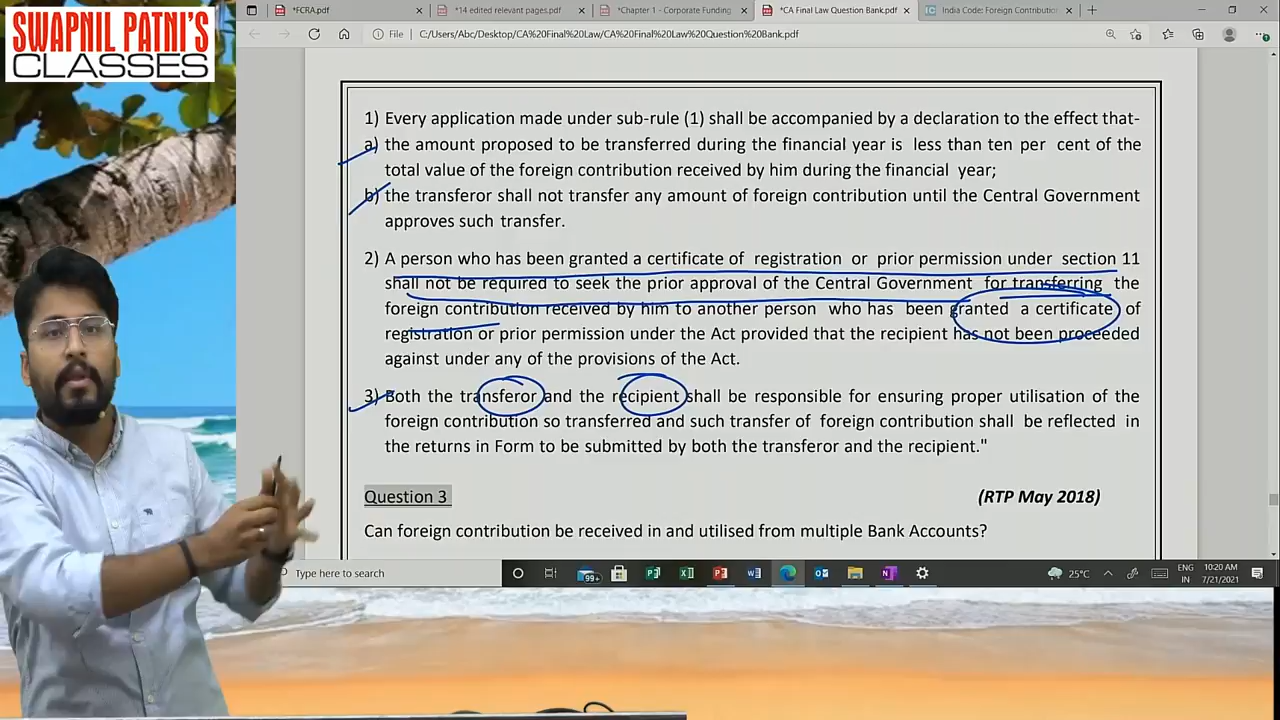 SWAPNIL PATNI'S
CLASSES
*FCRA.pdf
*14 edited relevant pages.pdf
*Chapter 1 - Corporate Funding
*CA Final Law Question Bank.pdf
India Code: Foreign Contributio
File
C:/Users/Abc/Desktop/CA%20Final%20Law/CA%20Final%20Law%20Question%20Bank.pdf
1) Every application made under sub-rule (1) shall be accompanied by a declaration to the effect that-
a) the amount proposed to be transferred during the financial year is less than ten per cent of the
total value of the foreign contribution received by him during the financial year;
b) the transferor shall not transfer any amount of foreign contribution until the Central Government
approves such transfer.
2) A person who has been granted a certificate of registration or prior permission under section 11
shall not be required to seek the prior approval of the Central Government for transferring the
foreign contribution received by him to another person who has been granted a certificate of
registration or prior permission under the Act provided that the recipient has not been proceeded
against under any of the provisions of the Act.
3) Both the transferor and the recipient shall be responsible for ensuring proper utilisation of the
foreign contribution so transferred and such transfer of foreign contribution shall be reflected in
the returns in Form to be submitted by both the transferor and the recipient."
Question 3 (RTP May 2018)
Can foreign contribution be received in and utilised from multiple Bank Accounts?
Type here to search
99+
25°C
ENG
IN
10:20 AM
7/21/2021